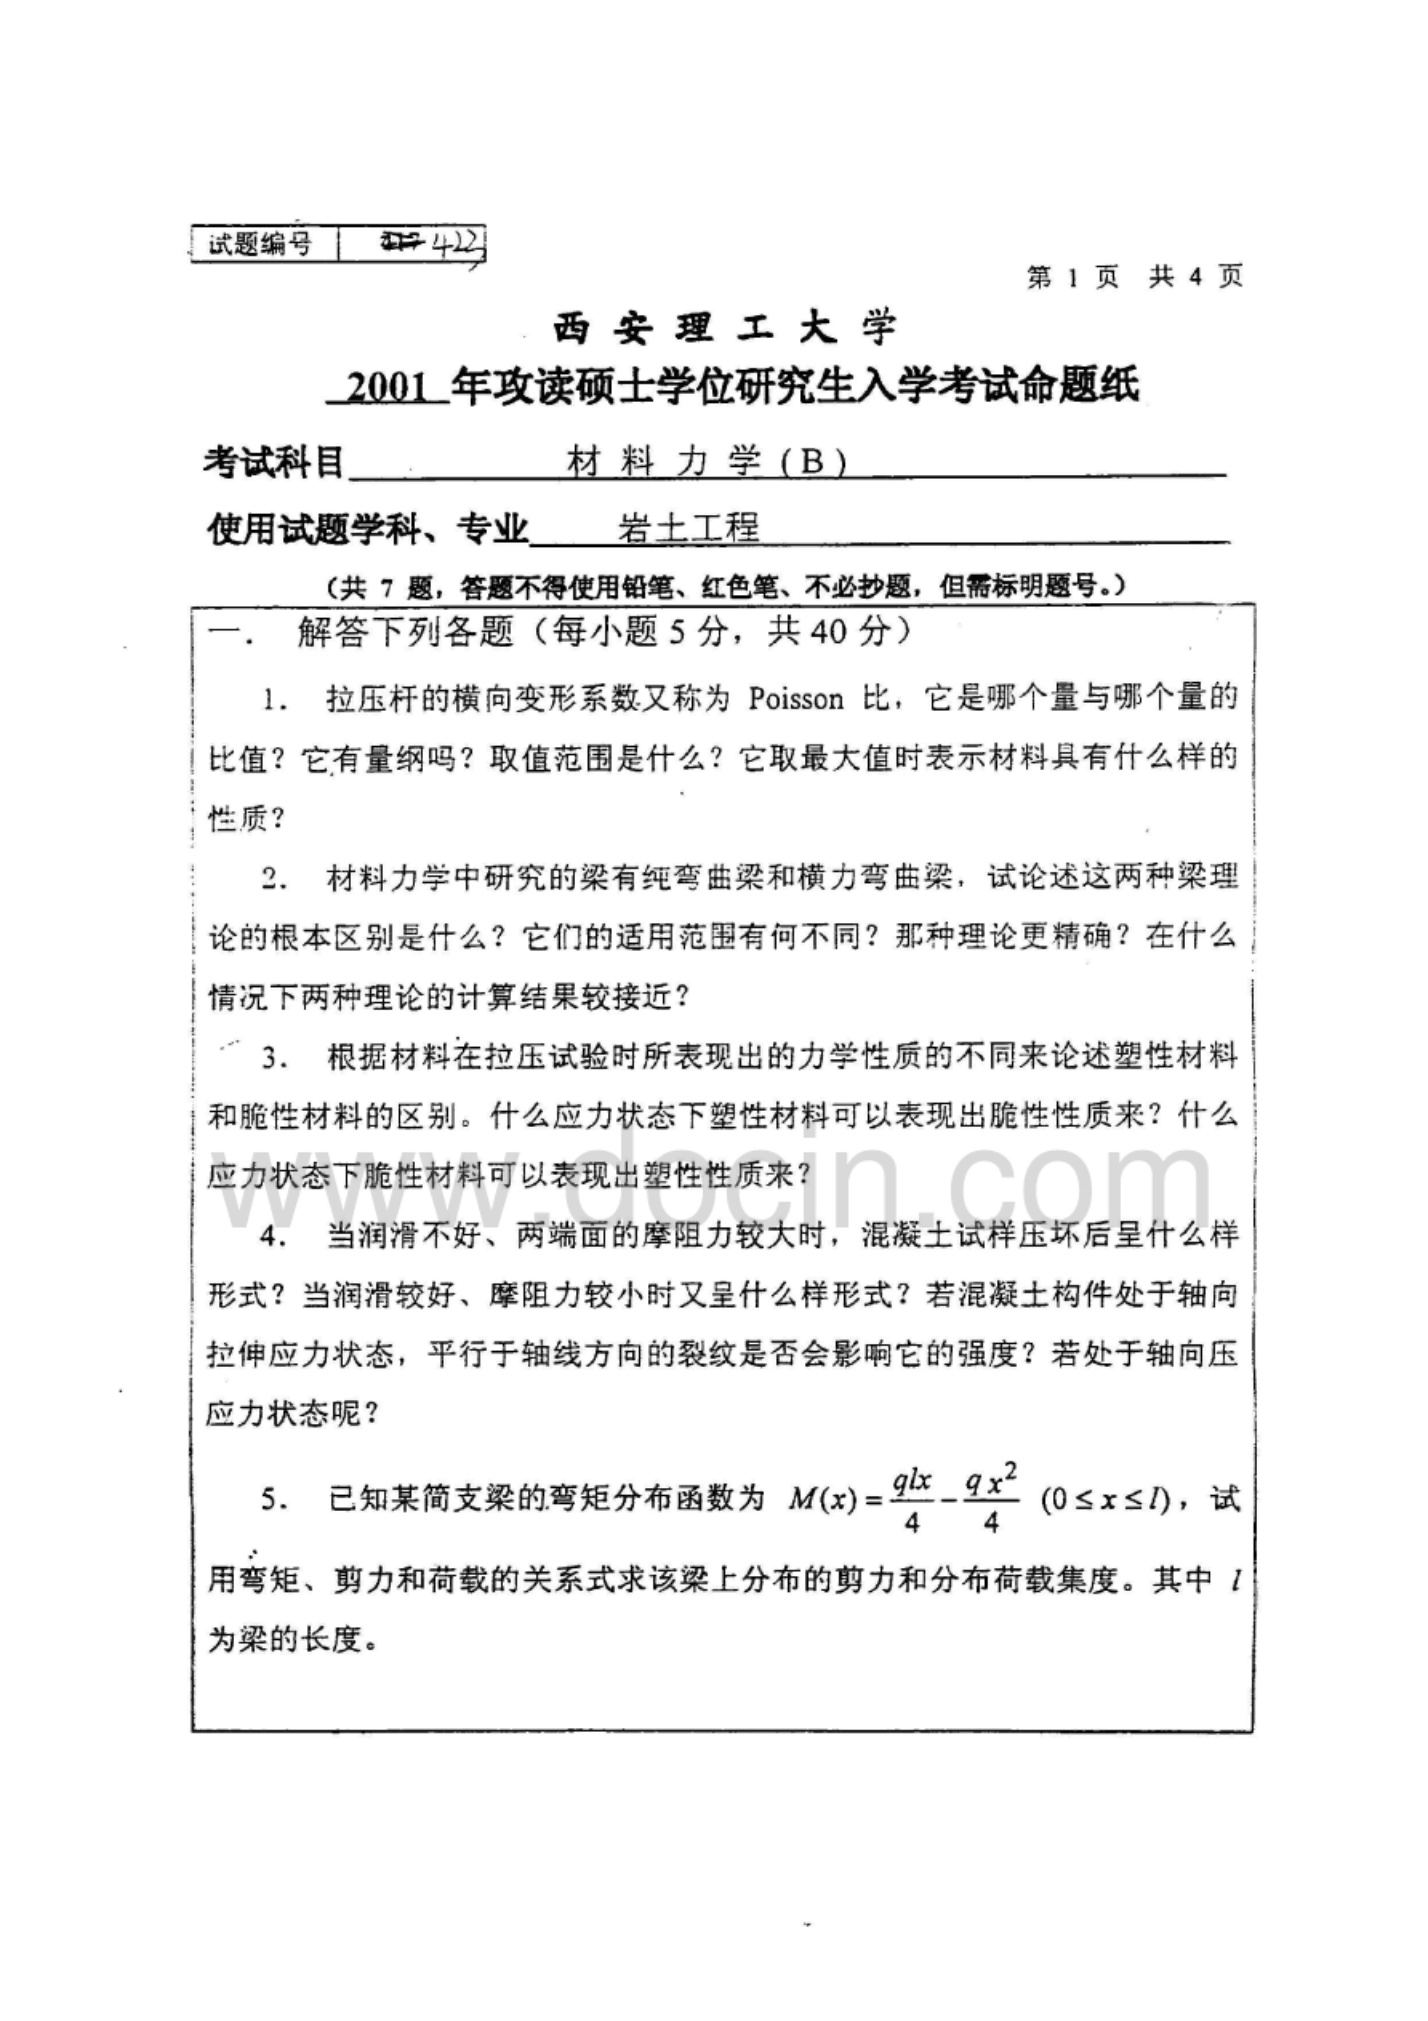 试题编号 423
第 1 页 共 4 页
西安理工大学
2001 年攻读硕士学位研究生入学考试命题纸
考试科目 材 料 力 学 (B)
使用试题学科、专业 岩土工程
（共 7 题，答题不得使用铅笔、红色笔、不必抄题，但需标明题号。）
一． 解答下列各题（每小题 5 分，共 40 分）
1． 拉压杆的横向变形系数又称为 Poisson 比，它是哪个量与哪个量的
比值？它有量纲吗？取值范围是什么？它取最大值时表示材料具有什么样的
性质？
2． 材料力学中研究的梁有纯弯曲梁和横力弯曲梁，试论述这两种梁理
论的根本区别是什么？它们的适用范围有何不同？那种理论更精确？在什么
情况下两种理论的计算结果较接近？
3． 根据材料在拉压试验时所表现出的力学性质的不同来论述塑性材料
和脆性材料的区别。什么应力状态下塑性材料可以表现出脆性性质来？什么
应力状态下脆性材料可以表现出塑性性质来？
4． 当润滑不好、两端面的摩阻力较大时，混凝土试样压坏后呈什么样
形式？当润滑较好、摩阻力较小时又呈什么样形式？若混凝土构件处于轴向
拉伸应力状态，平行于轴线方向的裂纹是否会影响它的强度？若处于轴向压
应力状态呢？
5． 已知某简支梁的弯矩分布函数为 M(x) = qlx/4 − qx²/4 (0 ≤ x ≤ l)，试
用弯矩、剪力和荷载的关系式求该梁上分布的剪力和分布荷载集度。其中 l
为梁的长度。
www.docin.com